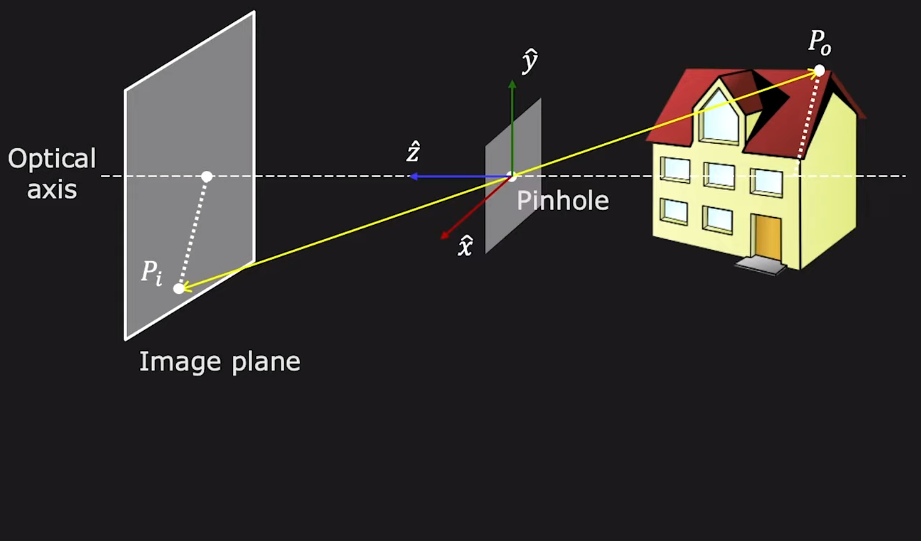 P_o
ŷ
Optical
axis
ẑ
Pinhole
x̂
P_i
Image plane